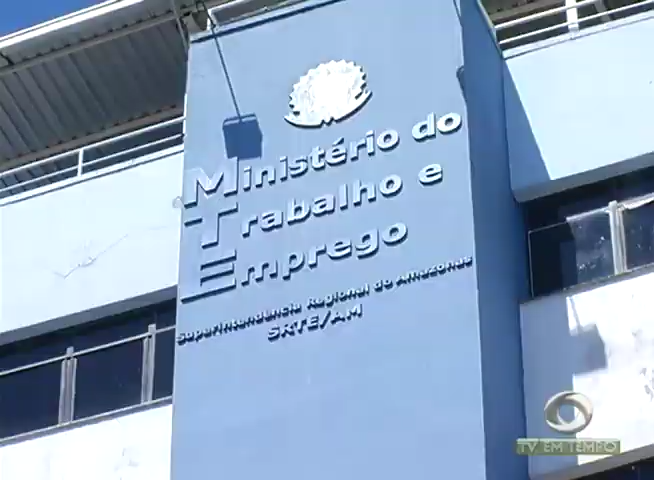 Ministério do
Trabalho e
Emprego
Superintendência Regional do Amazonas
SRTE/AM
TV EM TEMPO